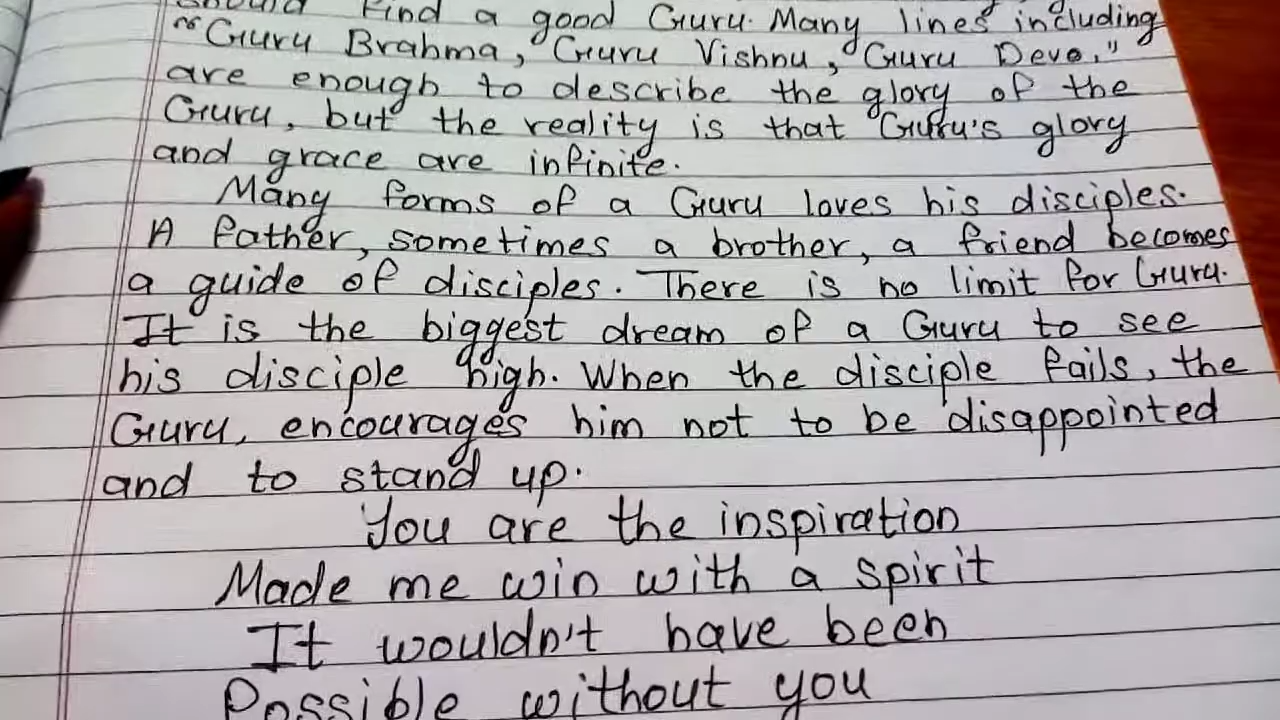 should find a good Guru. Many lines including
"Guru Brahma, Guru Vishnu, Guru Devo,"
are enough to describe the glory of the
Guru, but the reality is that Guru's glory
and grace are infinite.
Many forms of a Guru loves his disciples.
A father, sometimes a brother, a friend becomes
a guide of disciples. There is no limit for Guru.
It is the biggest dream of a Guru to see
his disciple high. When the disciple fails, the
Guru, encourages him not to be disappointed
and to stand up.
You are the inspiration
Made me win with a spirit
It wouldn't have been
Possible without you